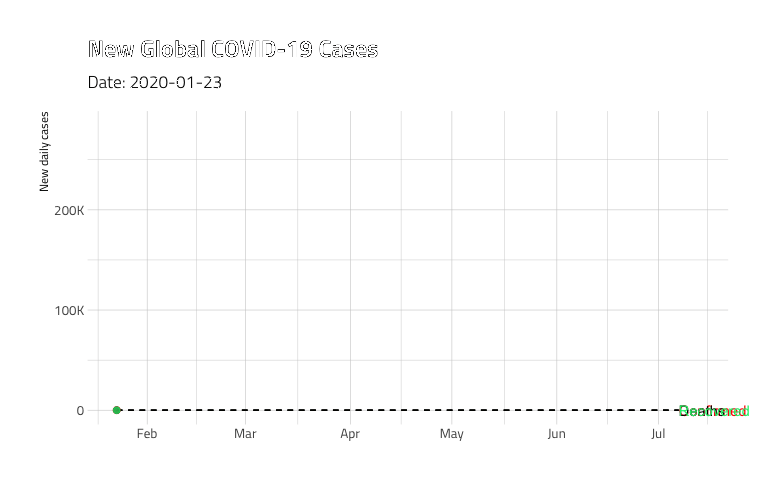 New Global COVID-19 Cases
Date: 2020-01-23
New daily cases
200K
100K
0
Feb Mar Apr May Jun Jul